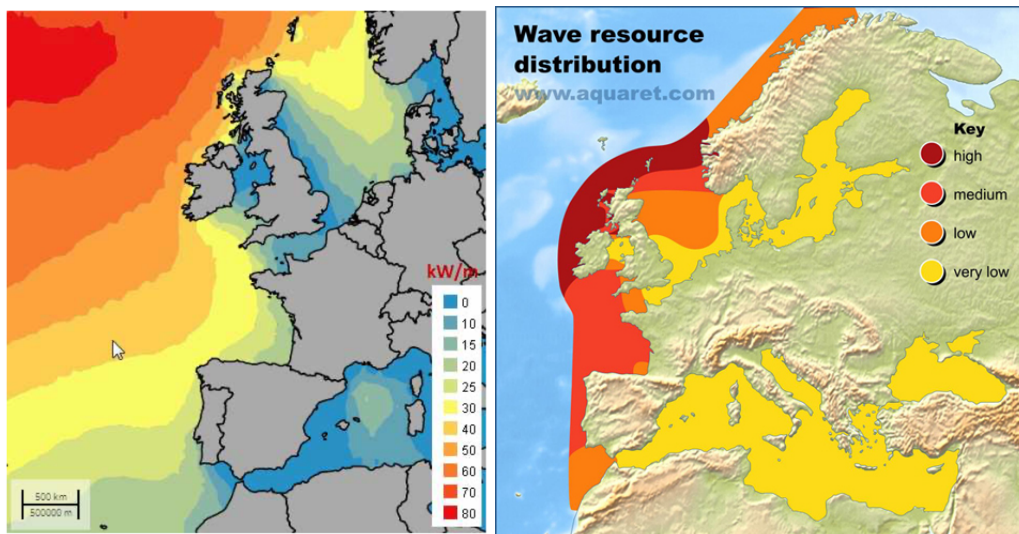 kW/m
0
10
15
20
25
30
40
50
60
70
80
500 km
500000 m
Wave resource
distribution
www.aquaret.com
Key
high
medium
low
very low